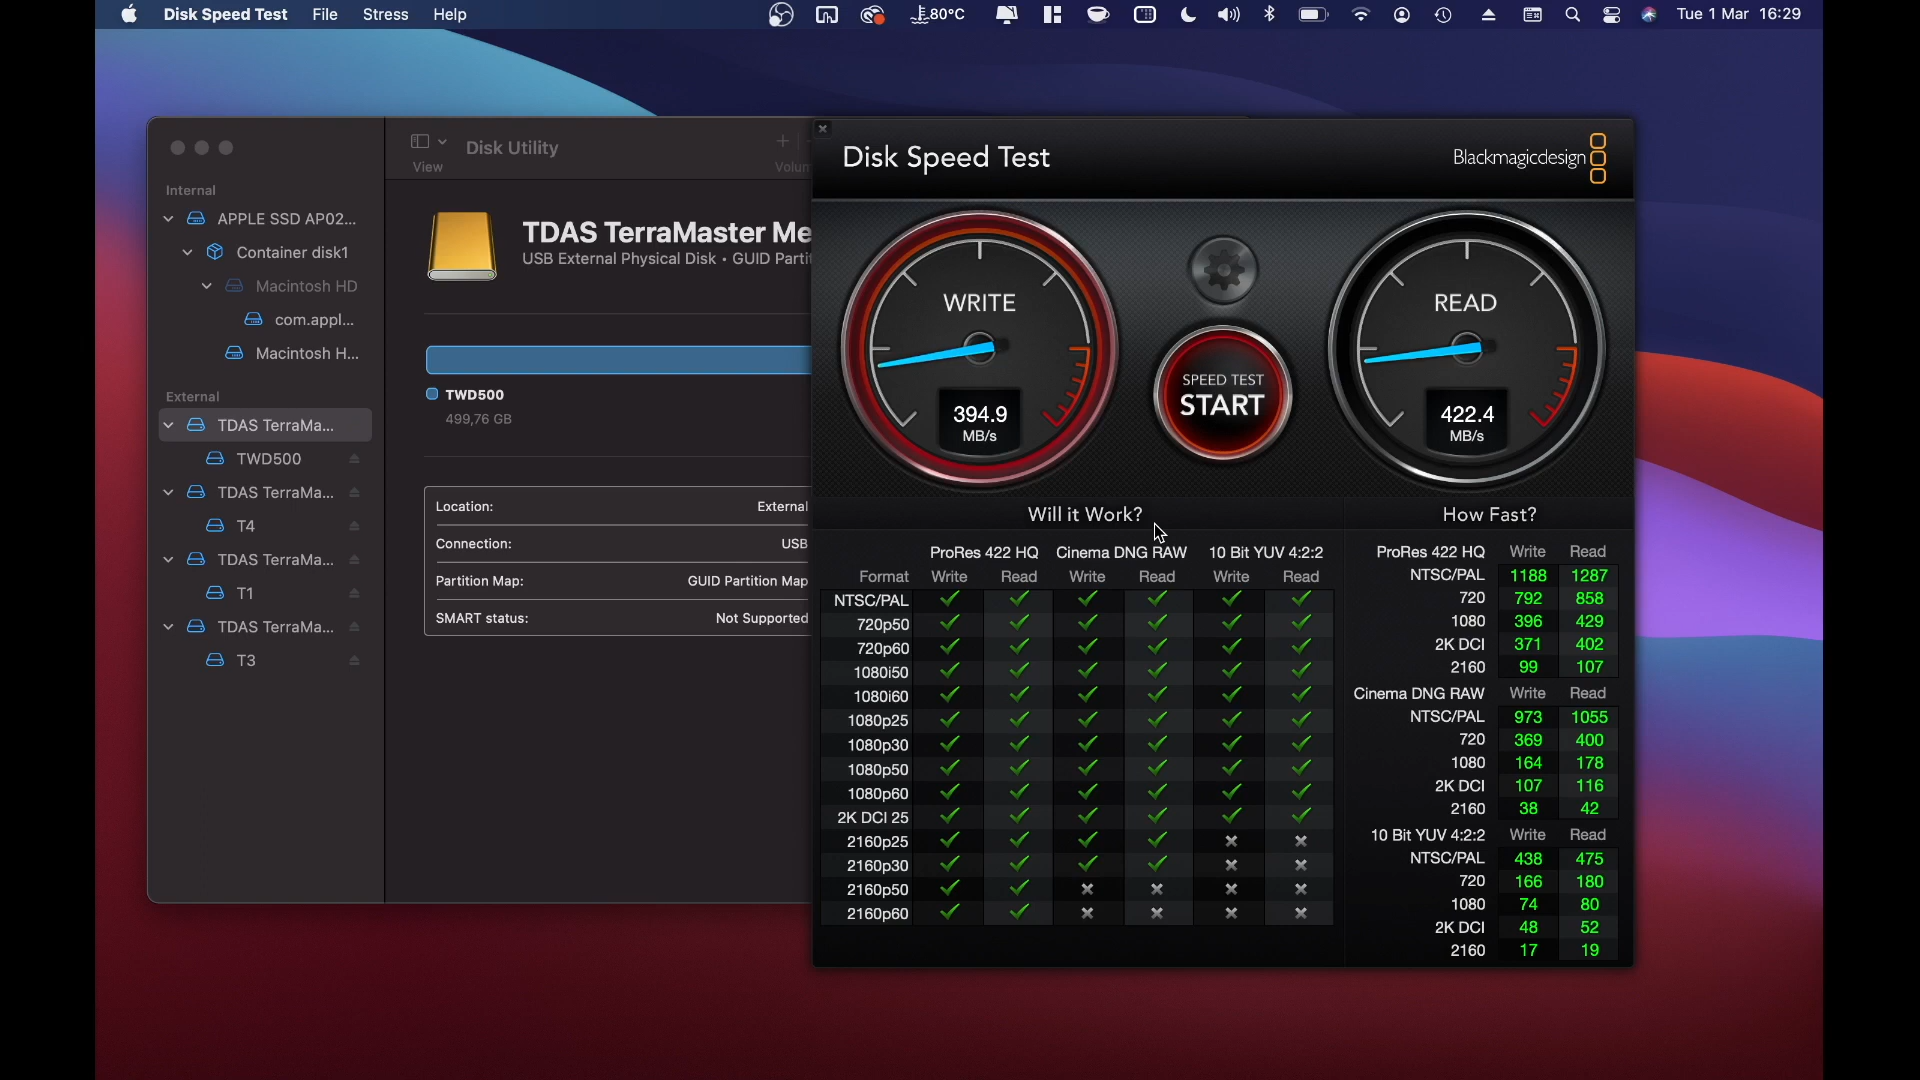 Disk Speed Test File Stress Help 80°C Tue 1 Mar 16:29
Disk Utility
View
Volum
Internal
APPLE SSD AP02...
Container disk1
Macintosh HD
com.appl...
Macintosh H...
External
TDAS TerraMa...
TWD500
TDAS TerraMa...
T4
TDAS TerraMa...
T1
TDAS TerraMa...
T3
TDAS TerraMaster Me
USB External Physical Disk • GUID Partit
TWD500
499,76 GB
Location: External
Connection: USB
Partition Map: GUID Partition Map
SMART status: Not Supported
Disk Speed Test
Blackmagicdesign
WRITE
394.9
MB/s
SPEED TEST
START
READ
422.4
MB/s
Will it Work?
ProRes 422 HQ Cinema DNG RAW 10 Bit YUV 4:2:2
Format Write Read Write Read Write Read
NTSC/PAL
720p50
720p60
1080i50
1080i60
1080p25
1080p30
1080p50
1080p60
2K DCI 25
2160p25
2160p30
2160p50
2160p60
How Fast?
ProRes 422 HQ Write Read
NTSC/PAL 1188 1287
720 792 858
1080 396 429
2K DCI 371 402
2160 99 107
Cinema DNG RAW Write Read
NTSC/PAL 973 1055
720 369 400
1080 164 178
2K DCI 107 116
2160 38 42
10 Bit YUV 4:2:2 Write Read
NTSC/PAL 438 475
720 166 180
1080 74 80
2K DCI 48 52
2160 17 19